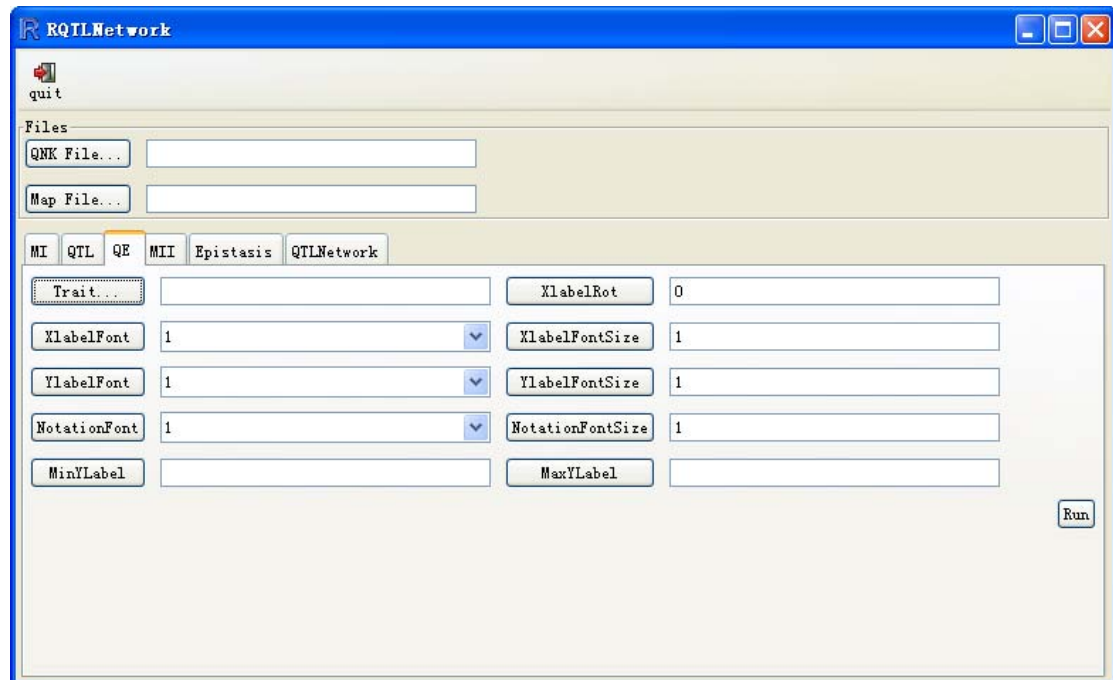 RQTLNetwork
quit
Files
QNK File...
Map File...
MI QTL QE MII Epistasis QTLNetwork
Trait... XlabelRot 0
XlabelFont 1 XlabelFontSize 1
YlabelFont 1 YlabelFontSize 1
NotationFont 1 NotationFontSize 1
MinYLabel MaxYLabel
Run